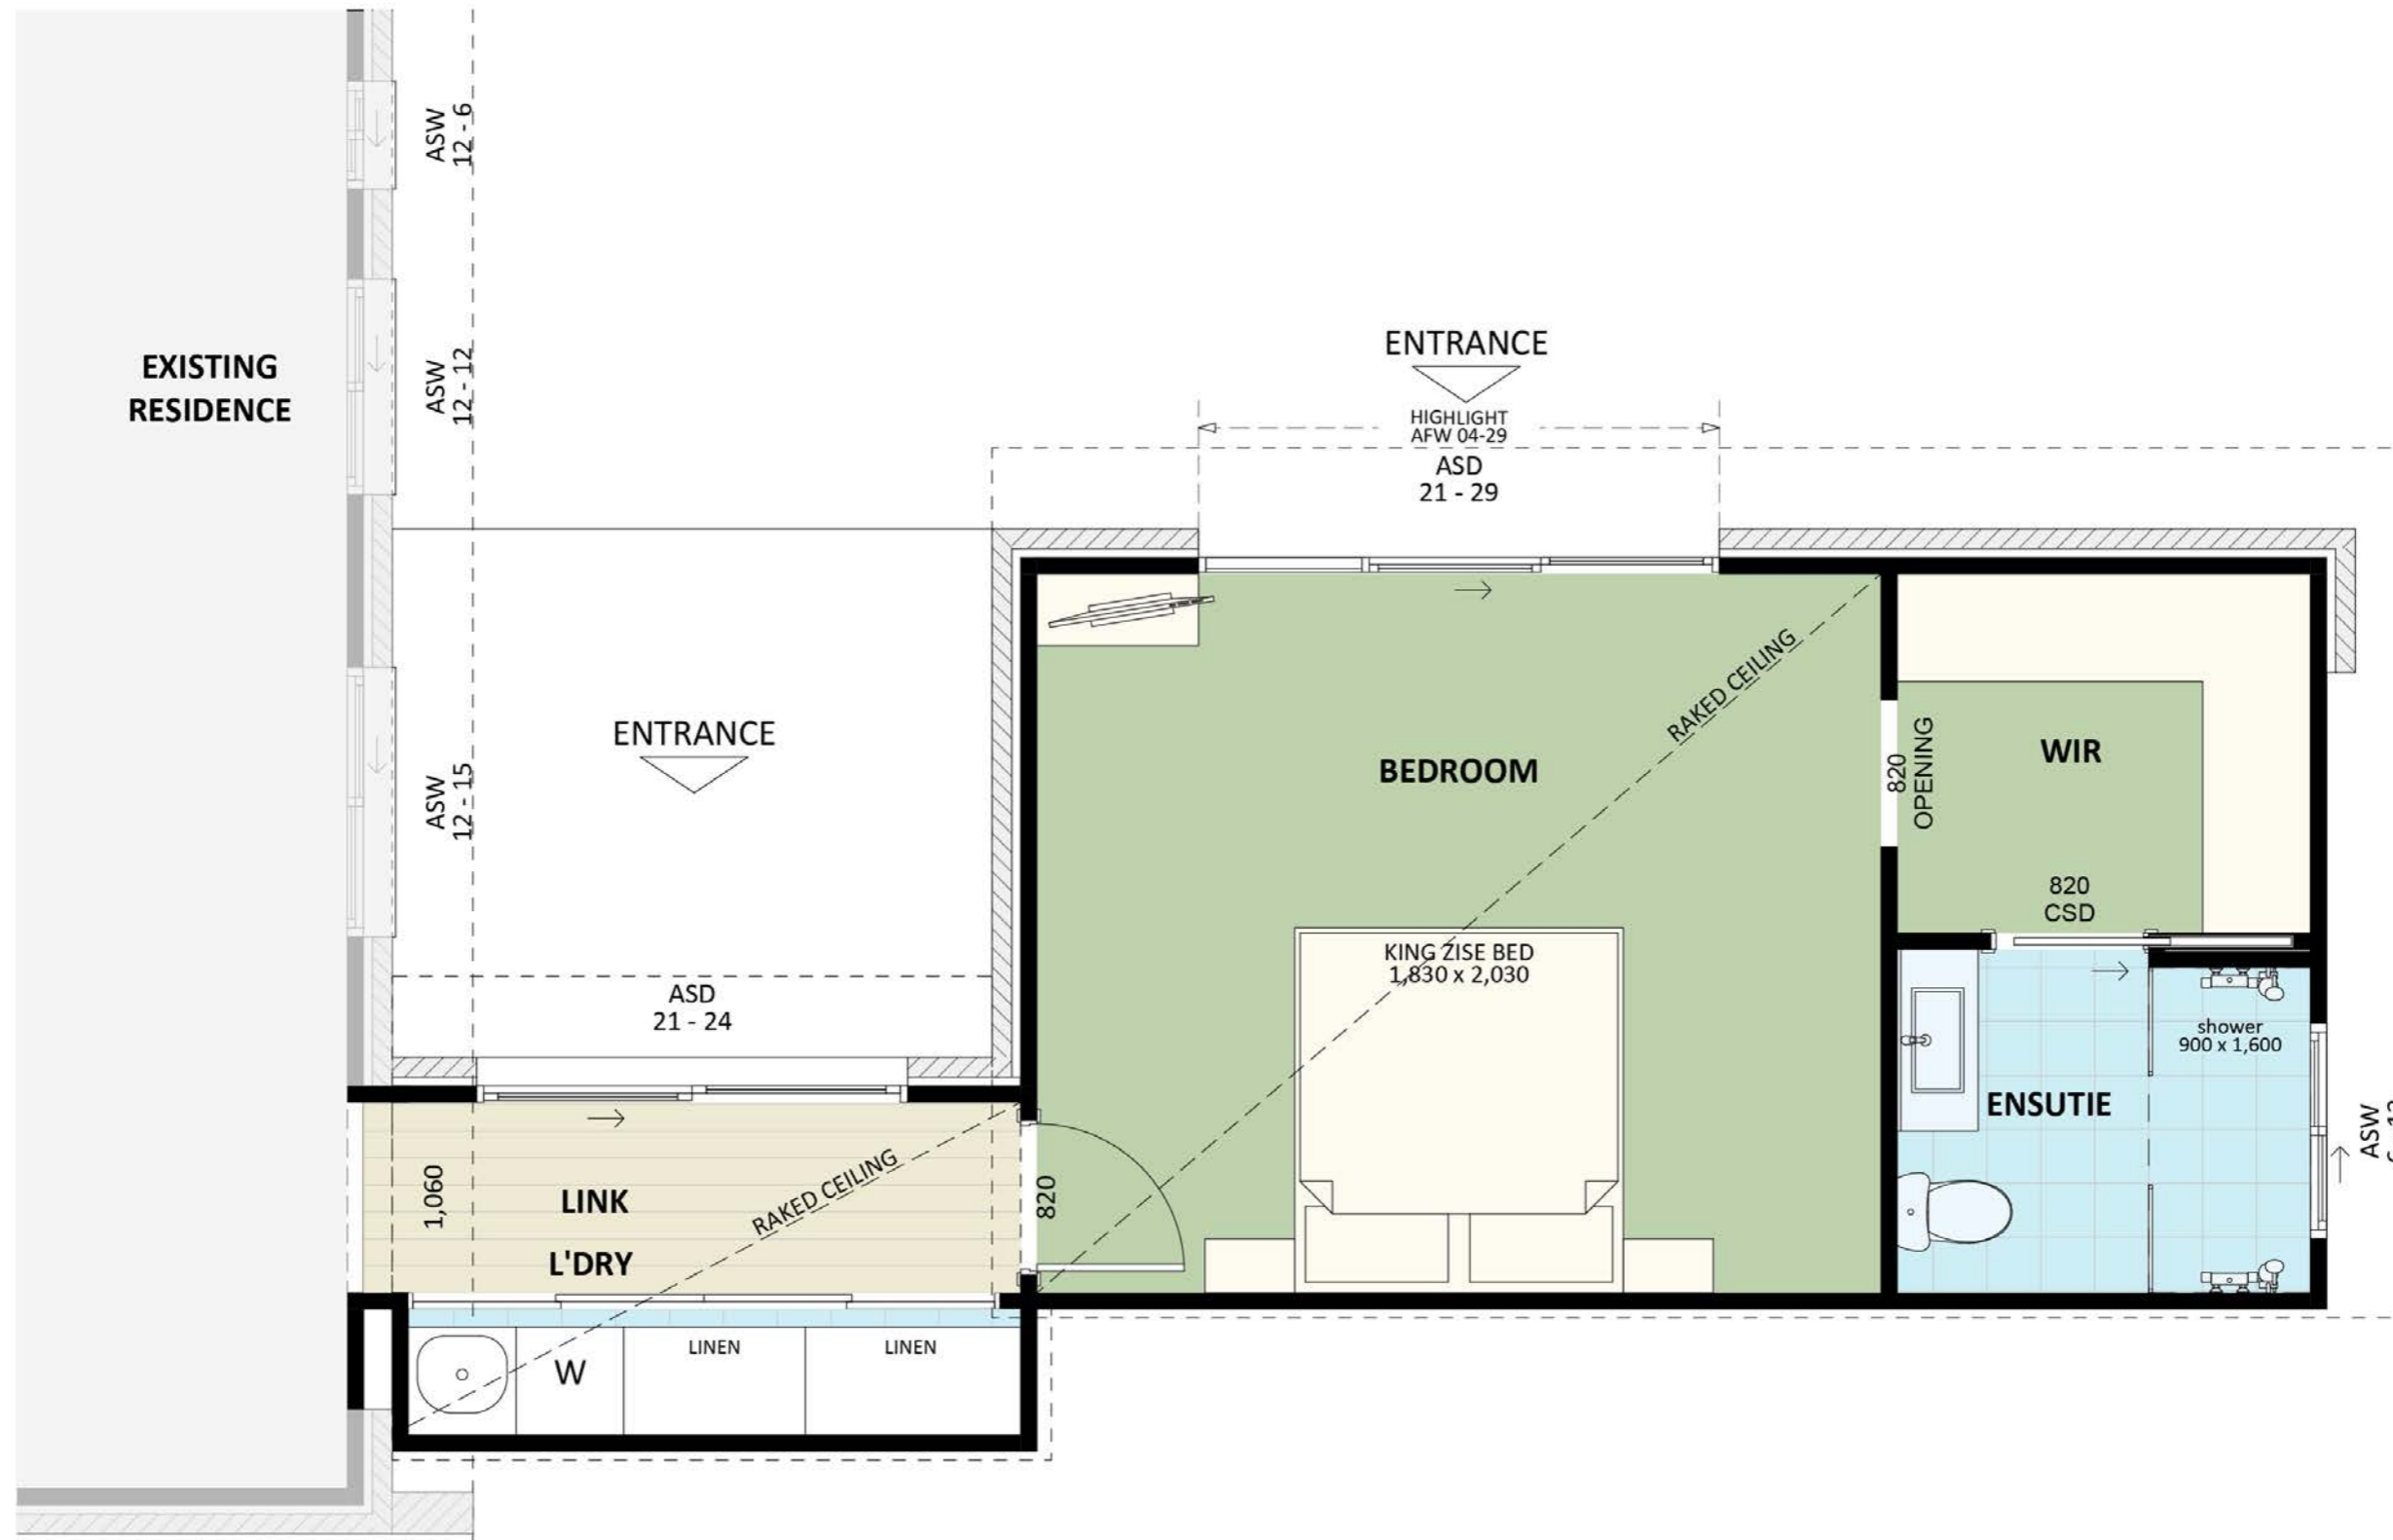 ASW
12 - 6
EXISTING
RESIDENCE
ASW
12 - 12
ENTRANCE
HIGHLIGHT
AFW 04-29
ASD
21 - 29
ENTRANCE
ASW
12 - 15
BEDROOM
RAKED CEILING
820
OPENING
WIR
820
CSD
KING ZISE BED
1,830 x 2,030
ASD
21 - 24
shower
900 x 1,600
ENSUTIE
ASW
1,060
LINK
L'DRY
RAKED CEILING
820
W
LINEN
LINEN